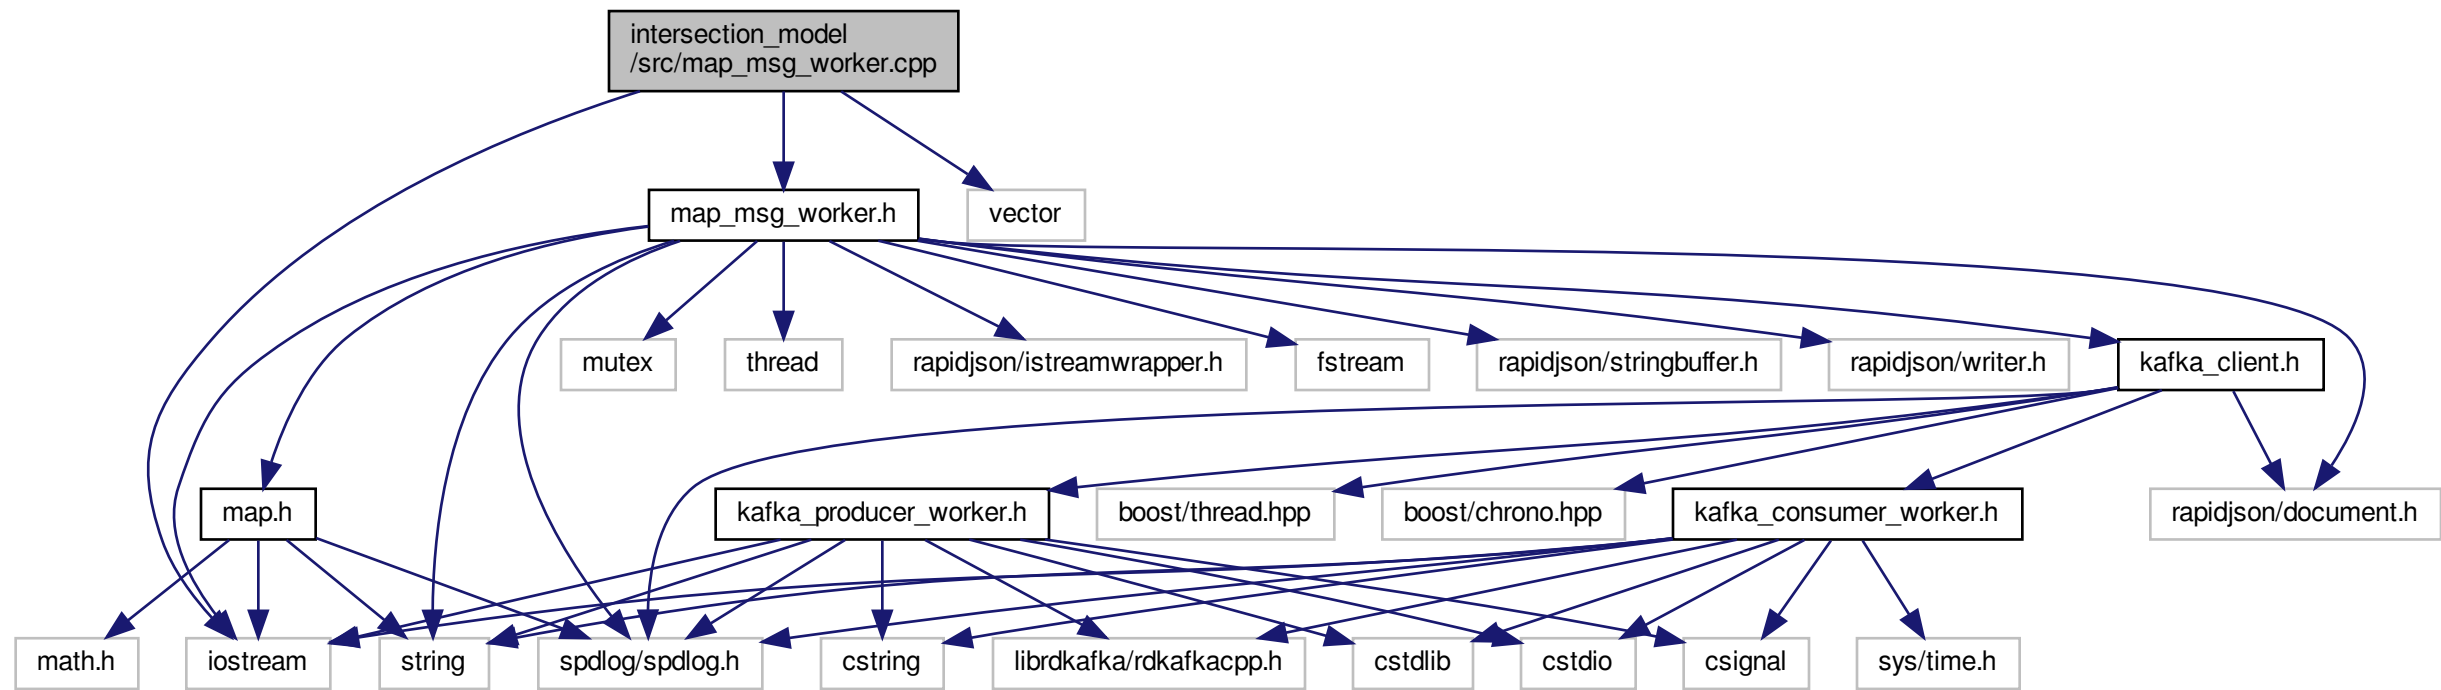 intersection_model
/src/map_msg_worker.cpp
map_msg_worker.h
vector
mutex
thread
rapidjson/istreamwrapper.h
fstream
rapidjson/stringbuffer.h
rapidjson/writer.h
kafka_client.h
map.h
kafka_producer_worker.h
boost/thread.hpp
boost/chrono.hpp
kafka_consumer_worker.h
rapidjson/document.h
math.h
iostream
string
spdlog/spdlog.h
cstring
librdkafka/rdkafkacpp.h
cstdlib
cstdio
csignal
sys/time.h